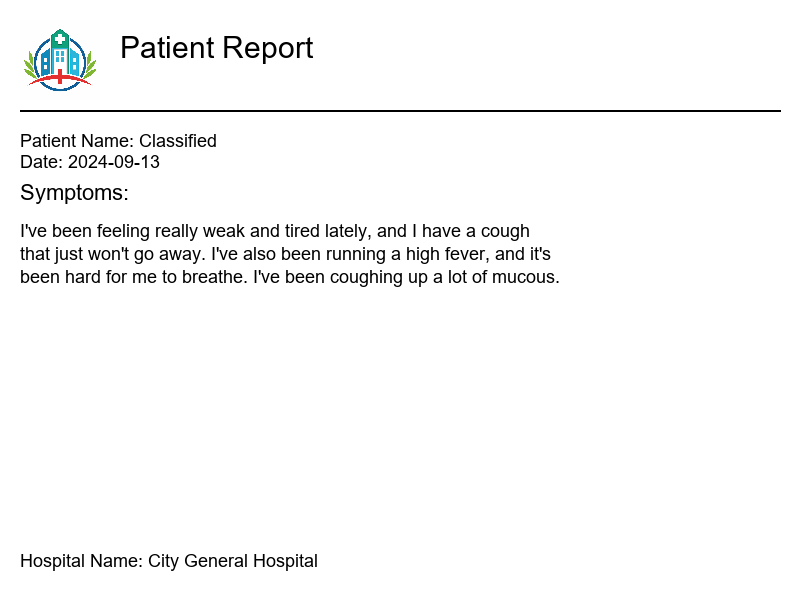 Patient Report
Patient Name: Classified
Date: 2024-09-13
Symptoms:
I've been feeling really weak and tired lately, and I have a cough
that just won't go away. I've also been running a high fever, and it's
been hard for me to breathe. I've been coughing up a lot of mucous.
Hospital Name: City General Hospital